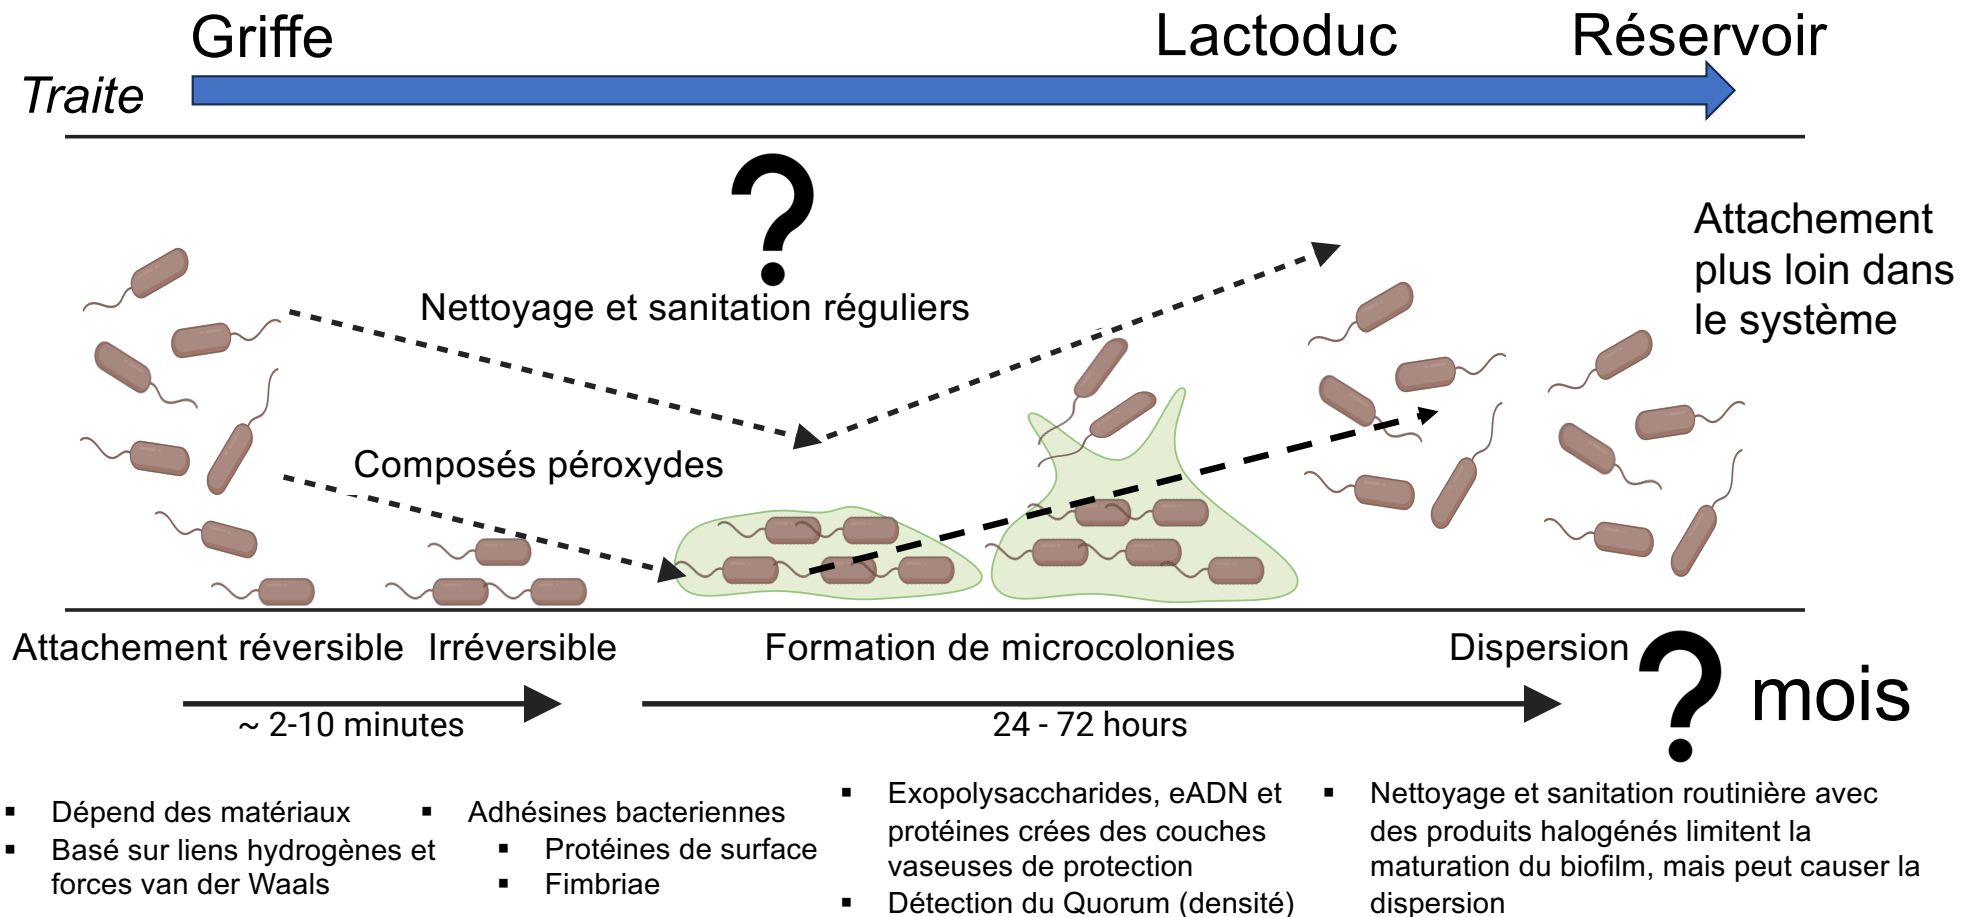 Griffe
Lactoduc
Réservoir
Traite
?
Nettoyage et sanitation réguliers
Attachement
plus loin dans
le système
Composés péroxydes
Attachement réversible
Irréversible
Formation de microcolonies
Dispersion
? mois
~ 2-10 minutes
24 - 72 hours
▪ Dépend des matériaux
▪ Basé sur liens hydrogènes et
forces van der Waals
▪ Adhésines bacteriennes
▪ Protéines de surface
▪ Fimbriae
▪ Exopolysaccharides, eADN et
protéines crées des couches
vaseuses de protection
▪ Détection du Quorum (densité)
▪ Nettoyage et sanitation routinière avec
des produits halogénés limitent la
maturation du biofilm, mais peut causer la
dispersion